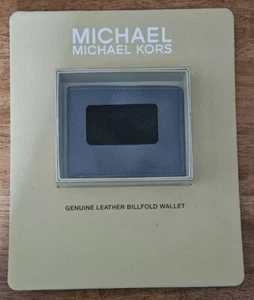 MICHAEL
MICHAEL KORS
GENUINE LEATHER BILLFOLD WALLET